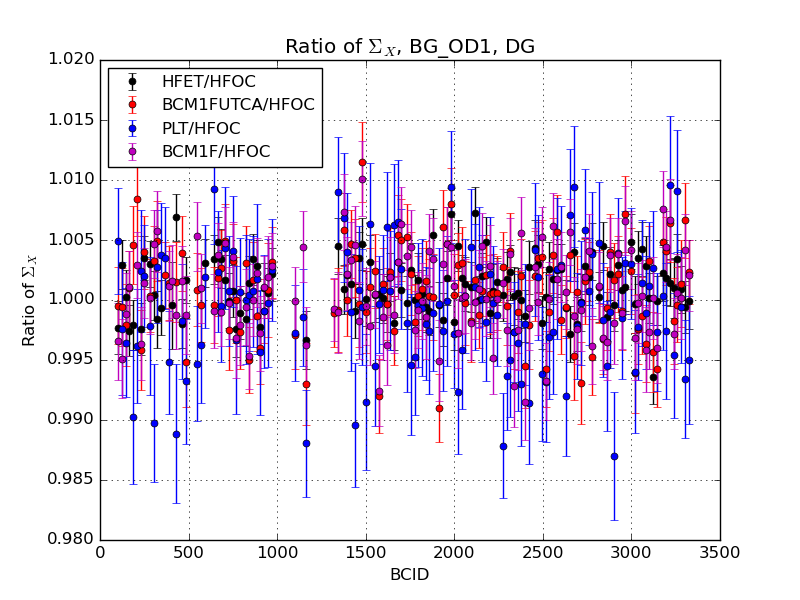 Ratio of Σ_X, BG_OD1, DG
HFET/HFOC
BCM1FUTCA/HFOC
PLT/HFOC
BCM1F/HFOC
1.020
1.015
1.010
1.005
1.000
0.995
0.990
0.985
0.980
Ratio of Σ_X
0 500 1000 1500 2000 2500 3000 3500
BCID